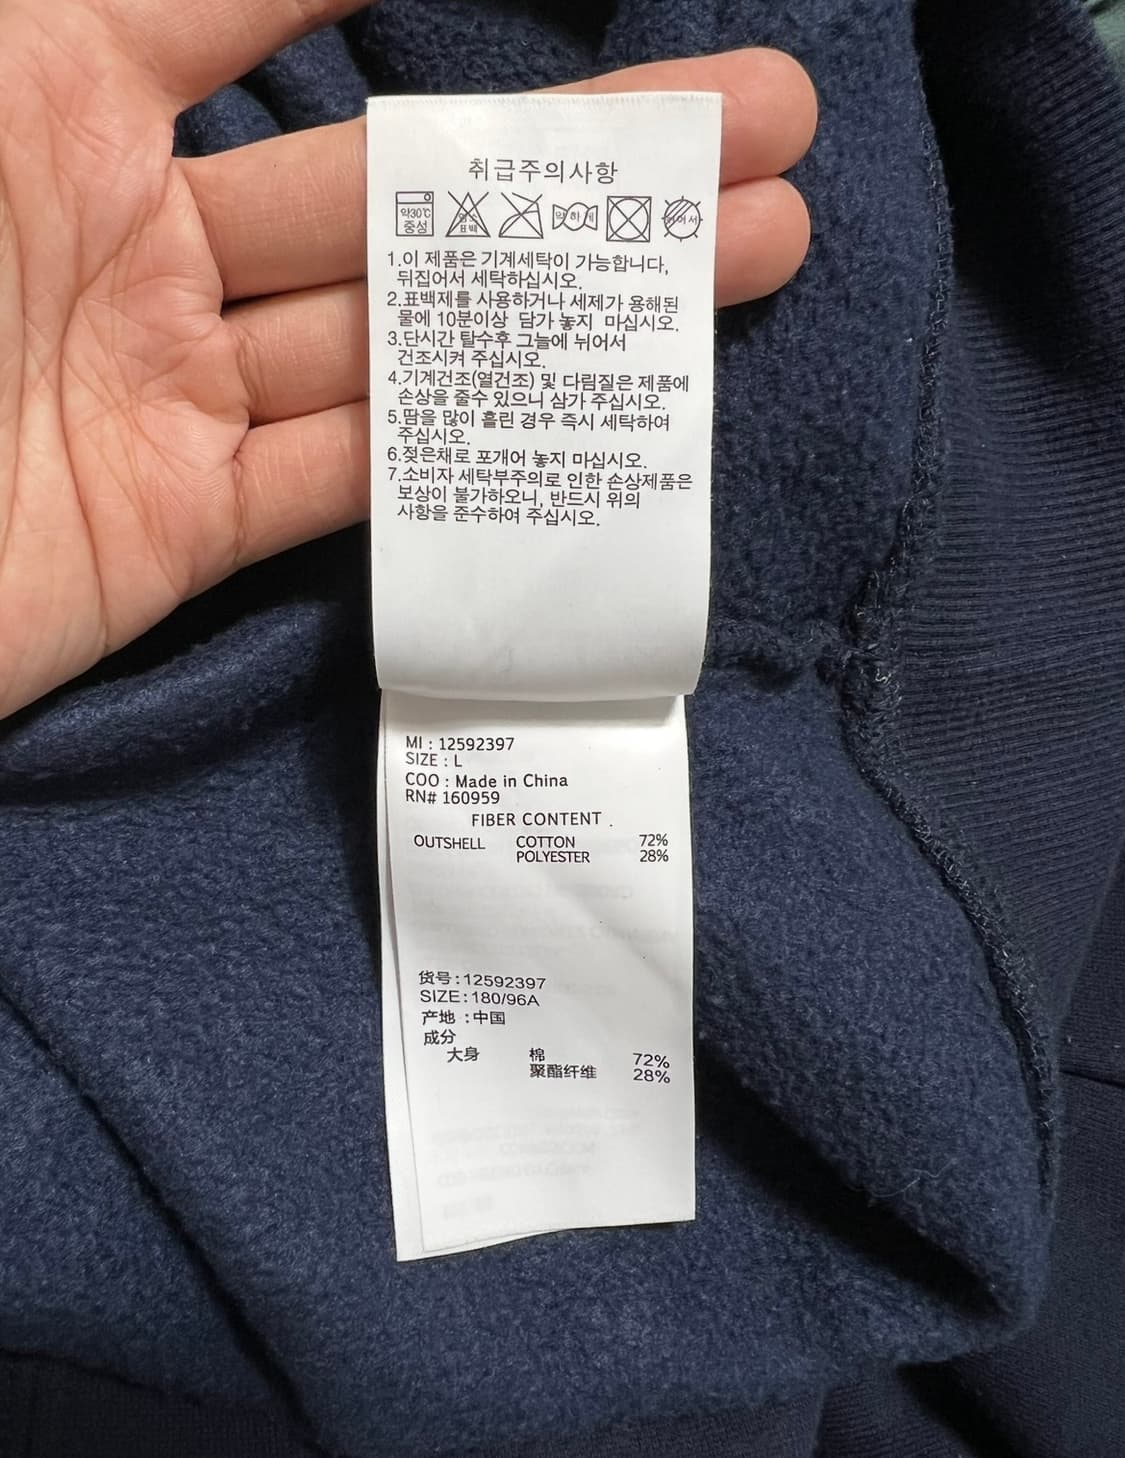 취급주의사항
약30℃ 중성 염소 표백 약하게 뉘어서
1.이 제품은 기계세탁이 가능합니다,
뒤집어서 세탁하십시오.
2.표백제를 사용하거나 세제가 용해된
물에 10분이상 담가 놓지 마십시오.
3.단시간 탈수후 그늘에 뉘어서
건조시켜 주십시오.
4.기계건조(열건조) 및 다림질은 제품에
손상을 줄수 있으니 삼가 주십시오.
5.땀을 많이 흘린 경우 즉시 세탁하여
주십시오.
6.젖은채로 포개어 놓지 마십시오.
7.소비자 세탁부주의로 인한 손상제품은
보상이 불가하오니, 반드시 위의
사항을 준수하여 주십시오.
MI : 12592397
SIZE : L
COO : Made in China
RN# 160959
FIBER CONTENT .
OUTSHELL COTTON 72%
POLYESTER 28%
货号:12592397
SIZE:180/96A
产地 :中国
成分
大身 棉 72%
聚酯纤维 28%